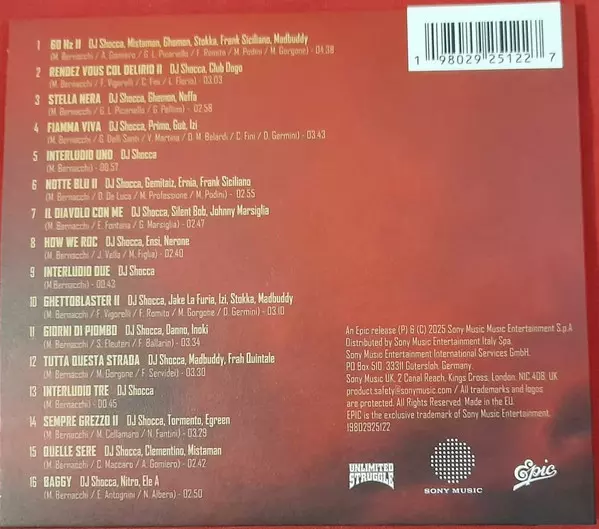 1 98029 25122 7
1 60 Hz II DJ Shocca, Mistaman, Ghemon, Stokka, Frank Siciliano, Madbuddy
(M. Bernacchi / A. Gomiero / G. L. Picariello / F. Romito / M. Podini / M. Gorgone) - 04.38
2 RENDEZ VOUS COL DELIRIO II DJ Shocca, Club Dogo
(M. Bernacchi / F. Vigorelli / C. Fini / L. Florio) - 03.03
3 STELLA NERA DJ Shocca, Ghemon, Neffa
(M. Bernacchi / G. L. Picariello / G. Pellino) - 02.56
4 FIAMMA VIVA DJ Shocca, Primo, Gué, Izi
(M. Bernacchi / G. Dolfi Santi / V. Martina / D. M. Belardi / C. Fini / D. Germini) - 03.43
5 INTERLUDIO UNO DJ Shocca
(M. Bernacchi) - 00.57
6 NOTTE BLU II DJ Shocca, Gemitaiz, Ernia, Frank Siciliano
(M. Bernacchi / D. De Luca / M. Professione / M. Podini) - 02.55
7 IL DIAVOLO CON ME DJ Shocca, Silent Bob, Johnny Marsiglia
(M. Bernacchi / E. Fontana / G. Marsiglia) - 02.47
8 HOW WE ROC DJ Shocca, Ensi, Nerone
(M. Bernacchi / J. Vella / M. Figlia) - 02.40
9 INTERLUDIO DUE DJ Shocca
(M.Bernacchi) - 00.43
10 GHETTOBLASTER II DJ Shocca, Jake La Furia, Izi, Stokka, Madbuddy
(M. Bernacchi / F. Vigorelli / F. Romito / M. Gorgone / D. Germini) - 03.10
11 GIORNI DI PIOMBO DJ Shocca, Danno, Inoki
(M. Bernacchi / S. Eleuteri / F. Ballarin) - 03.34
12 TUTTA QUESTA STRADA DJ Shocca, Madbuddy, Frah Quintale
(M. Bernacchi / M. Gorgone / F. Servidei) - 03.30
13 INTERLUDIO TRE DJ Shocca
(M. Bernacchi) - 00.45
14 SEMPRE GREZZO II DJ Shocca, Tormento, Egreen
(M. Bernacchi / M. Cellamaro / N. Fantini) - 03.29
15 QUELLE SERE DJ Shocca, Clementino, Mistaman
(M. Bernacchi / C. Maccaro / A. Gomiero) - 02.42
16 BAGGY DJ Shocca, Nitro, Ele A
(M. Bernacchi / E. Antognini / N. Albera) - 02.50
An Epic release (P) & (C) 2025 Sony Music Music Entertainment S.p.A
Distributed by Sony Music Entertainment Italy Spa
Sony Music Entertainment International Services GmbH.
PO Box 510, 33311 Gütersloh, Germany.
Sony Music UK, 2 Canal Reach, Kings Cross, London, N1C 4DB, UK
product.safety@sonymusic.com / All trademarks and logos
are protected. All Rights Reserved. Made in the EU.
EPIC is the exclusive trademark of Sony Music Entertainment.
19802925122
UNLIMITED
STRUGGLE
SONY MUSIC
Epic